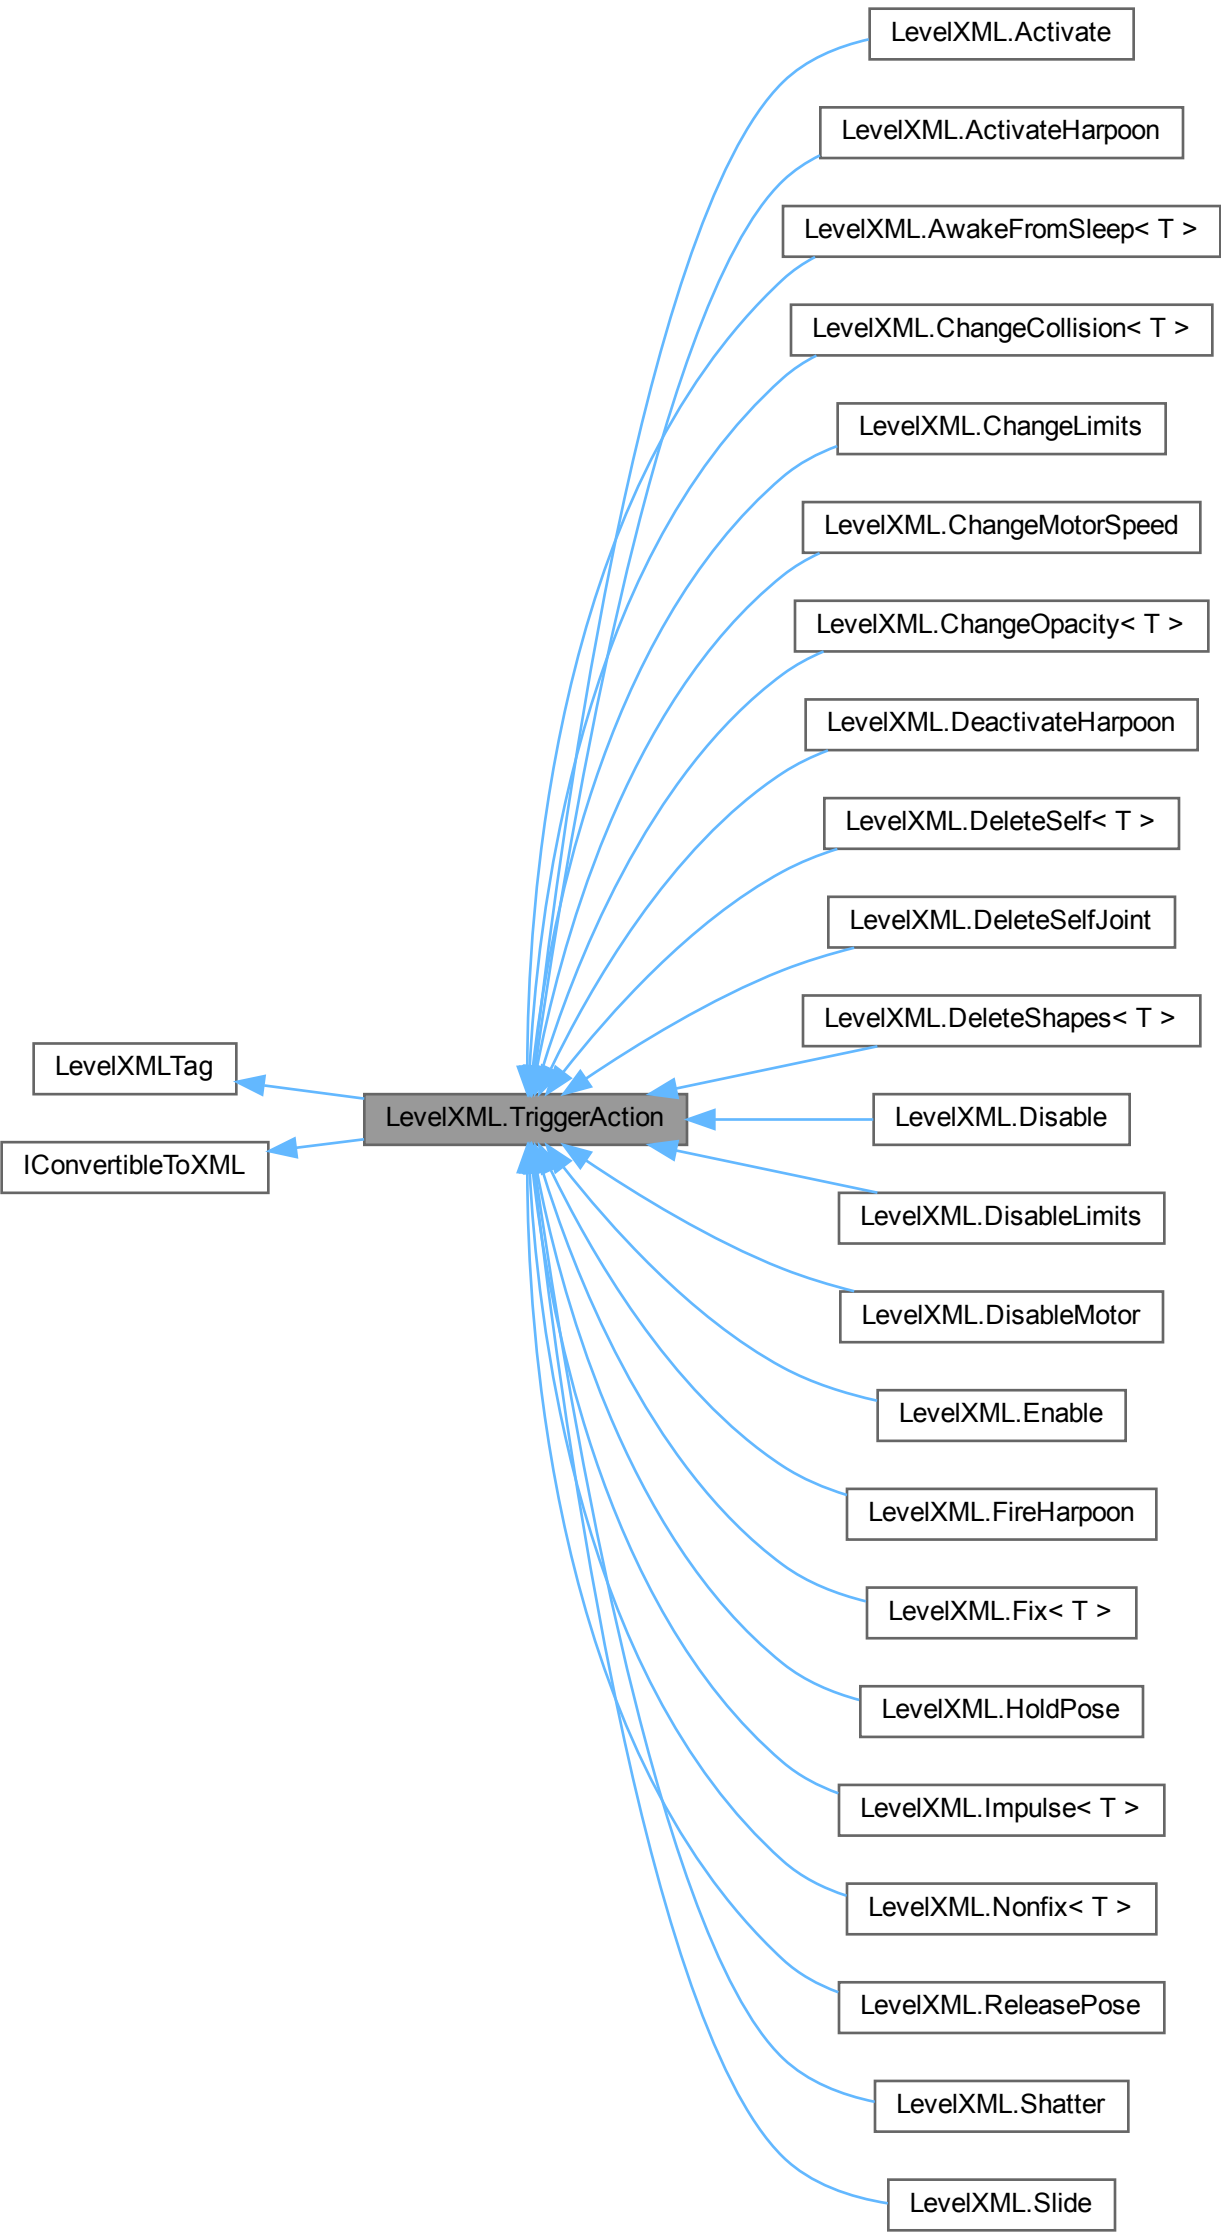 LevelXML.Activate
LevelXML.ActivateHarpoon
LevelXML.AwakeFromSleep< T >
LevelXML.ChangeCollision< T >
LevelXML.ChangeLimits
LevelXML.ChangeMotorSpeed
LevelXML.ChangeOpacity< T >
LevelXML.DeactivateHarpoon
LevelXML.DeleteSelf< T >
LevelXML.DeleteSelfJoint
LevelXML.DeleteShapes< T >
LevelXMLTag
LevelXML.TriggerAction
LevelXML.Disable
IConvertibleToXML
LevelXML.DisableLimits
LevelXML.DisableMotor
LevelXML.Enable
LevelXML.FireHarpoon
LevelXML.Fix< T >
LevelXML.HoldPose
LevelXML.Impulse< T >
LevelXML.Nonfix< T >
LevelXML.ReleasePose
LevelXML.Shatter
LevelXML.Slide